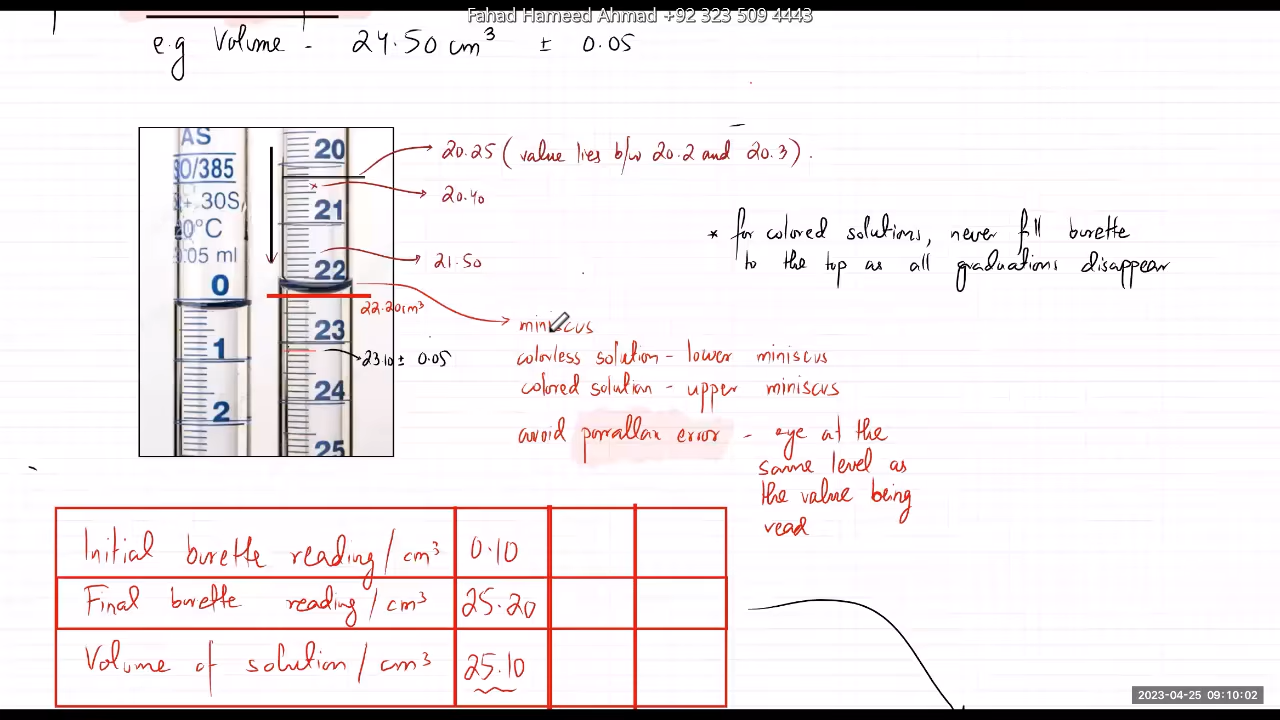 Fahad Hameed Ahmad +92 323 509 4443
e.g Volume - 24.50 cm³ ± 0.05
AS
0/385
+ 30S
0°C
0.05 ml
0
1
2
20
21
22
23
24
25
20.25 (value lies b/w 20.2 and 20.3).
20.40
21.50
22.20cm³
23.10 ± 0.05
* for colored solutions, never fill burette
to the top as all graduations disappear
miniscus
colorless solution - lower miniscus
colored solution - upper miniscus
avoid parrallax error - eye at the
same level as
the value being
read
Initial burette reading/cm³ 0.10
Final burette reading/cm³ 25.20
Volume of solution/cm³ 25.10
2023-04-25 09:10:02